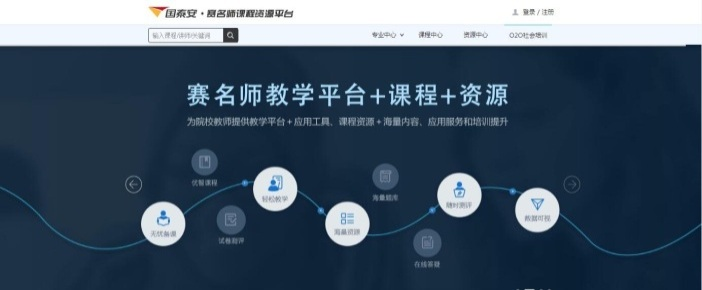 国泰安·赛名师课程资源平台
登录 / 注册
输入课程/讲师/关键词
专业中心
课程中心
资源中心
O2O社会培训
赛名师教学平台+课程+资源
为院校教师提供教学平台+应用工具、课程资源+海量内容、应用服务和培训提升
优智课程
轻松教学
海量题库
随时测评
无忧备课
试卷测评
海量资源
在线答疑
数据可视